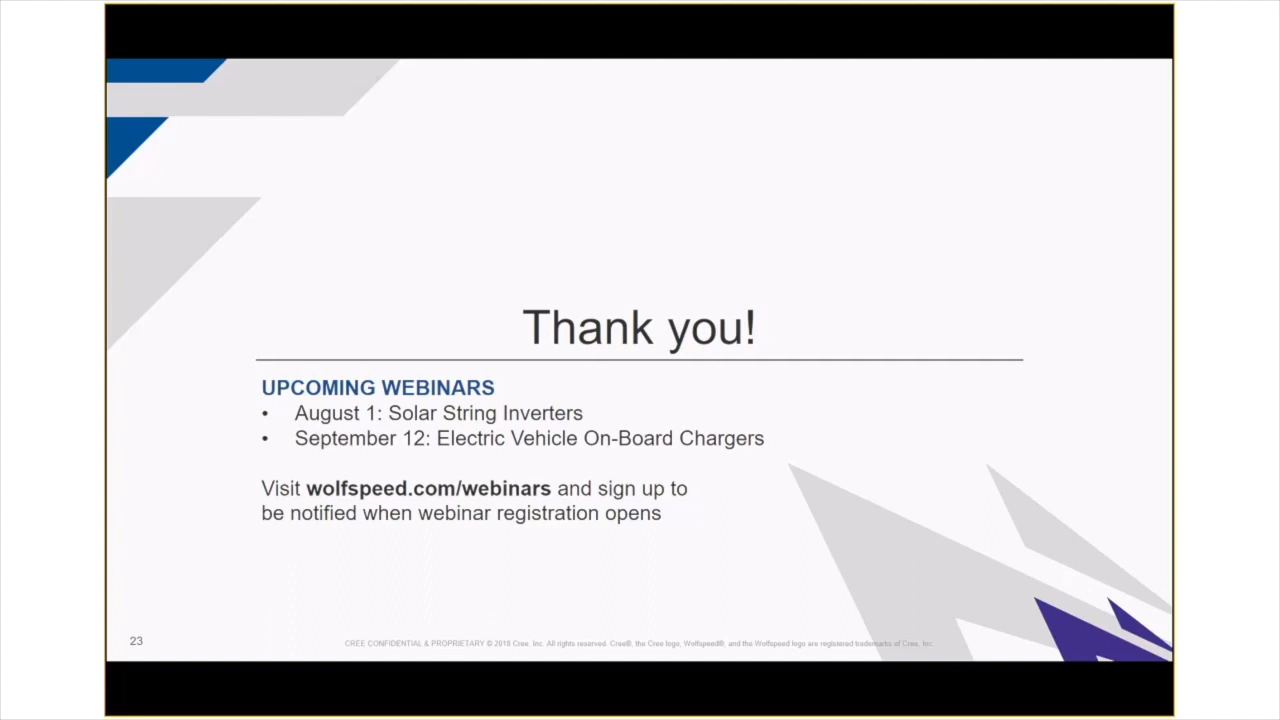 Thank you!
UPCOMING WEBINARS
• August 1: Solar String Inverters
• September 12: Electric Vehicle On-Board Chargers
Visit wolfspeed.com/webinars and sign up to
be notified when webinar registration opens
23
CREE CONFIDENTIAL & PROPRIETARY © 2018 Cree, Inc. All rights reserved. Cree®, the Cree logo, Wolfspeed®, and the Wolfspeed logo are registered trademarks of Cree, Inc.